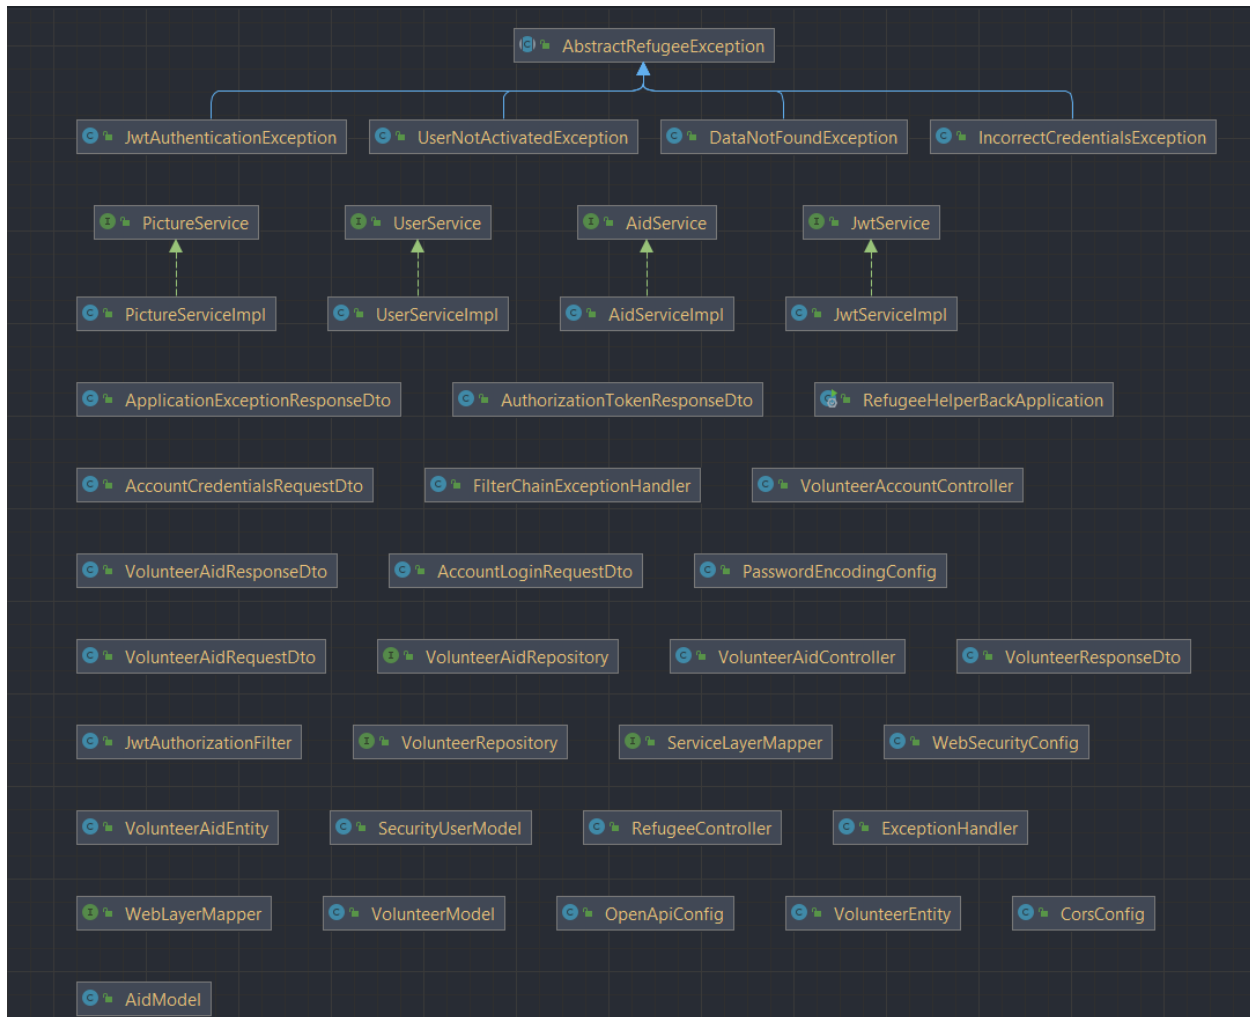 AbstractRefugeeException
JwtAuthenticationException UserNotActivatedException DataNotFoundException IncorrectCredentialsException
PictureService UserService AidService JwtService
PictureServiceImpl UserServiceImpl AidServiceImpl JwtServiceImpl
ApplicationExceptionResponseDto AuthorizationTokenResponseDto RefugeeHelperBackApplication
AccountCredentialsRequestDto FilterChainExceptionHandler VolunteerAccountController
VolunteerAidResponseDto AccountLoginRequestDto PasswordEncodingConfig
VolunteerAidRequestDto VolunteerAidRepository VolunteerAidController VolunteerResponseDto
JwtAuthorizationFilter VolunteerRepository ServiceLayerMapper WebSecurityConfig
VolunteerAidEntity SecurityUserModel RefugeeController ExceptionHandler
WebLayerMapper VolunteerModel OpenApiConfig VolunteerEntity CorsConfig
AidModel